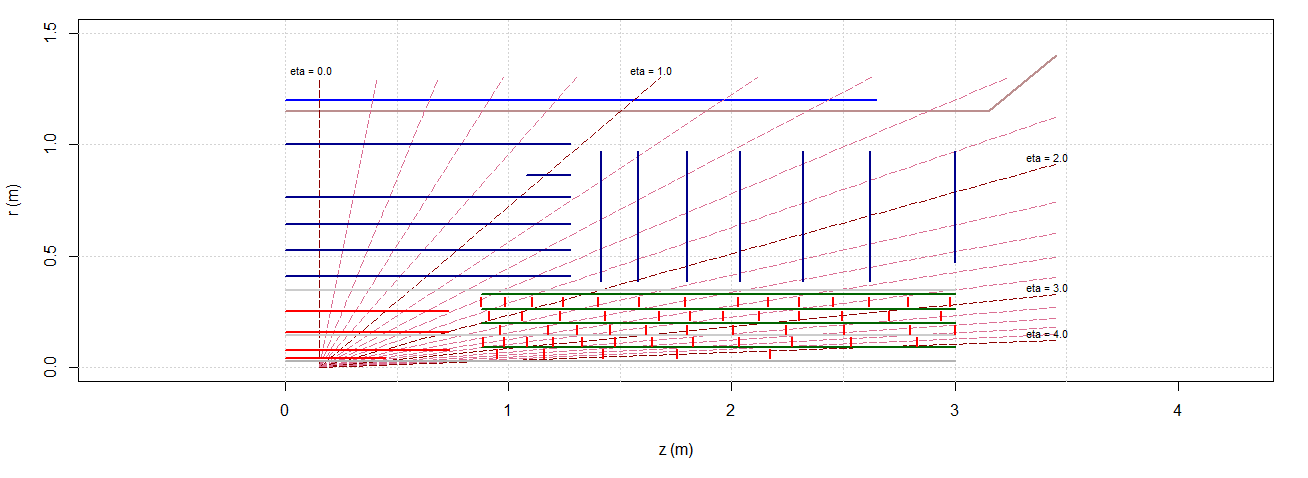 1.5
eta = 0.0
eta = 1.0
1.0
eta = 2.0
r (m)
0.5
eta = 3.0
eta = 4.0
0.0
0 1 2 3 4
z (m)